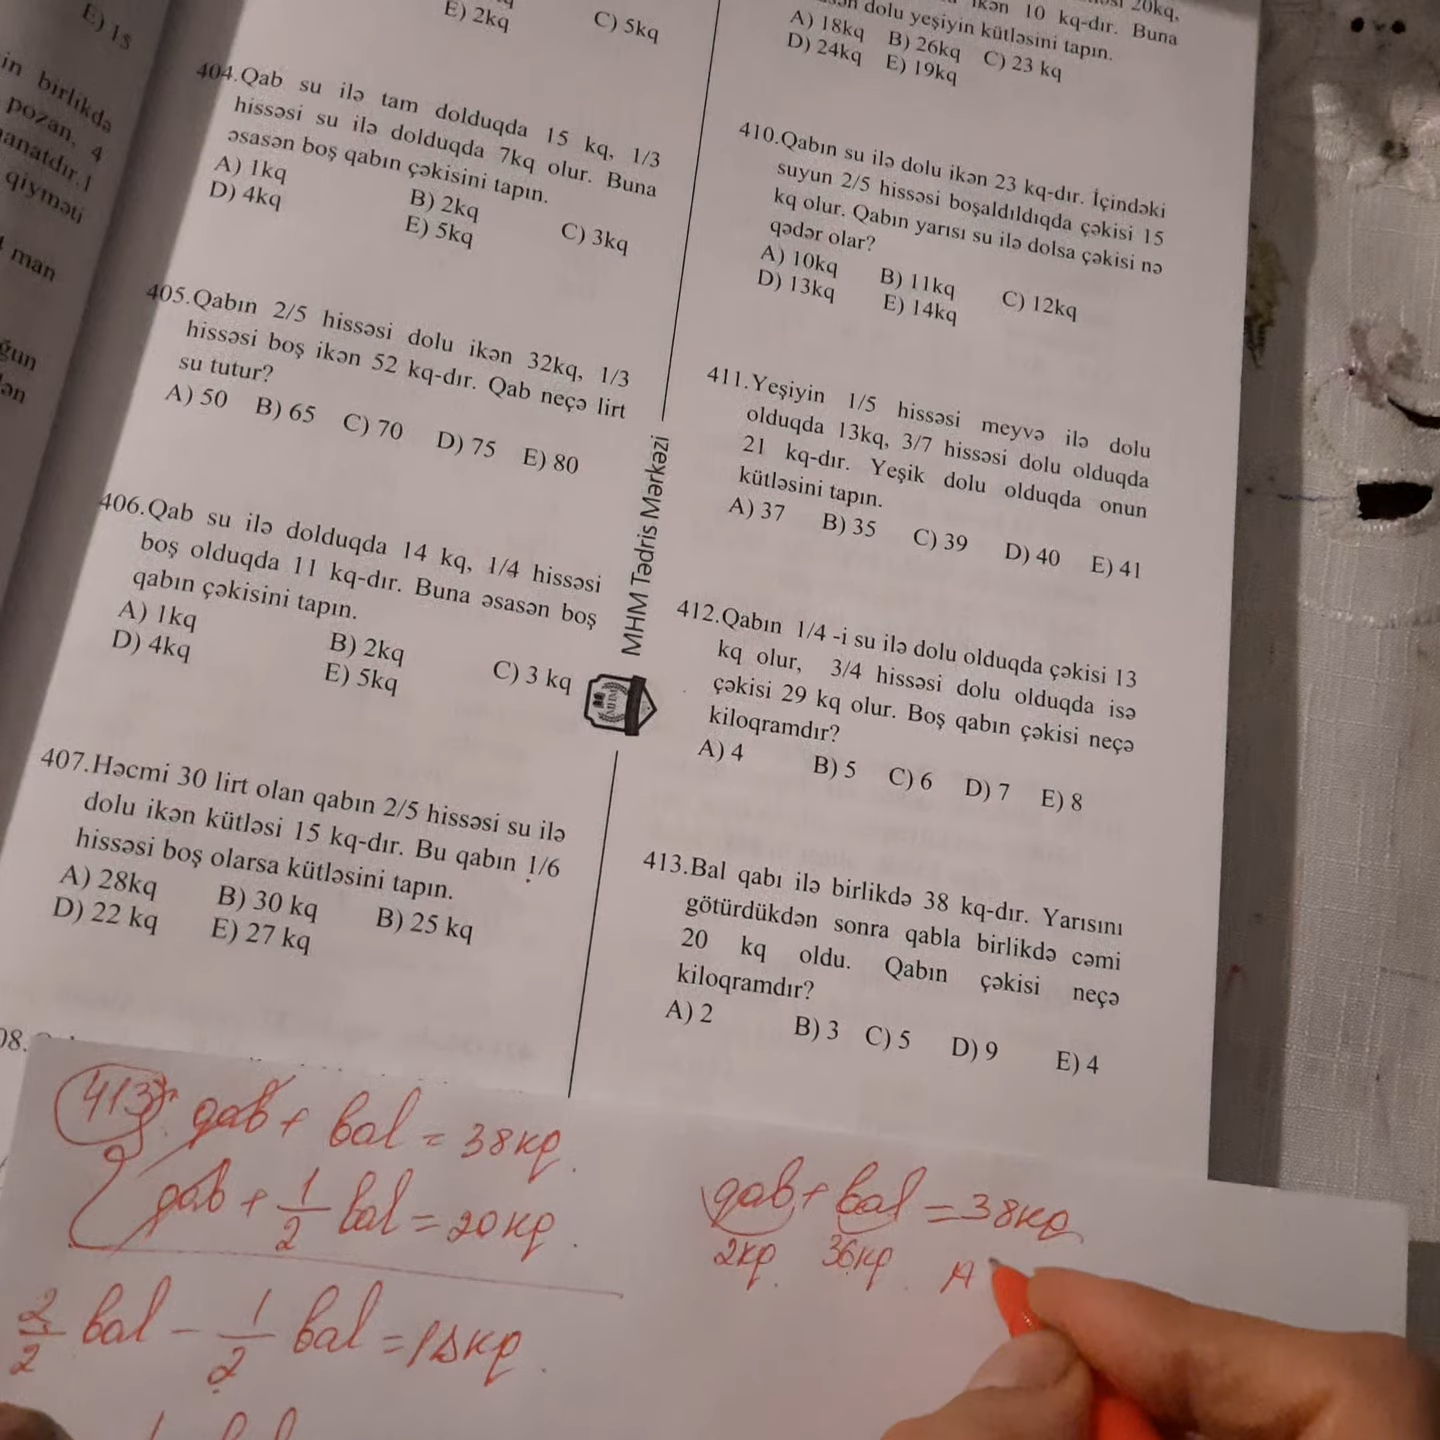 E) 15
in birlikdə
pozan, 4
anatdır. 1
qiyməti
man
ğun
ən
E) 2kq C) 5kq
404.Qab su ilə tam dolduqda 15 kq, 1/3
hissəsi su ilə dolduqda 7kq olur. Buna
əsasən boş qabın çəkisini tapın.
A) 1kq B) 2kq C) 3kq
D) 4kq E) 5kq
405.Qabın 2/5 hissəsi dolu ikən 32kq, 1/3
hissəsi boş ikən 52 kq-dır. Qab neçə lirt
su tutur?
A) 50 B) 65 C) 70 D) 75 E) 80
406.Qab su ilə dolduqda 14 kq, 1/4 hissəsi
boş olduqda 11 kq-dır. Buna əsasən boş
qabın çəkisini tapın.
A) 1kq B) 2kq C) 3 kq
D) 4kq E) 5kq
407.Həcmi 30 lirt olan qabın 2/5 hissəsi su ilə
dolu ikən kütləsi 15 kq-dır. Bu qabın 1/6
hissəsi boş olarsa kütləsini tapın.
A) 28kq B) 30 kq B) 25 kq
D) 22 kq E) 27 kq
08.
MHM Tədris Mərkəzi
20kq,
ikən 10 kq-dır. Buna
dolu yeşiyin kütləsini tapın.
A) 18kq B) 26kq C) 23 kq
D) 24kq E) 19kq
410.Qabın su ilə dolu ikən 23 kq-dır. İçindəki
suyun 2/5 hissəsi boşaldıldıqda çəkisi 15
kq olur. Qabın yarısı su ilə dolsa çəkisi nə
qədər olar?
A) 10kq B) 11kq C) 12kq
D) 13kq E) 14kq
411.Yeşiyin 1/5 hissəsi meyvə ilə dolu
olduqda 13kq, 3/7 hissəsi dolu olduqda
21 kq-dır. Yeşik dolu olduqda onun
kütləsini tapın.
A) 37 B) 35 C) 39 D) 40 E) 41
412.Qabın 1/4 -i su ilə dolu olduqda çəkisi 13
kq olur, 3/4 hissəsi dolu olduqda isə
çəkisi 29 kq olur. Boş qabın çəkisi neçə
kiloqramdır?
A) 4 B) 5 C) 6 D) 7 E) 8
413.Bal qabı ilə birlikdə 38 kq-dır. Yarısını
götürdükdən sonra qabla birlikdə cəmi
20 kq oldu. Qabın çəkisi neçə
kiloqramdır?
A) 2 B) 3 C) 5 D) 9 E) 4
413. qab + bal = 38kq.
qab + 1/2 bal = 20kq.
2/2 bal - 1/2 bal = 18kq.
qab + bal = 38kq
2kq. 36kq. A